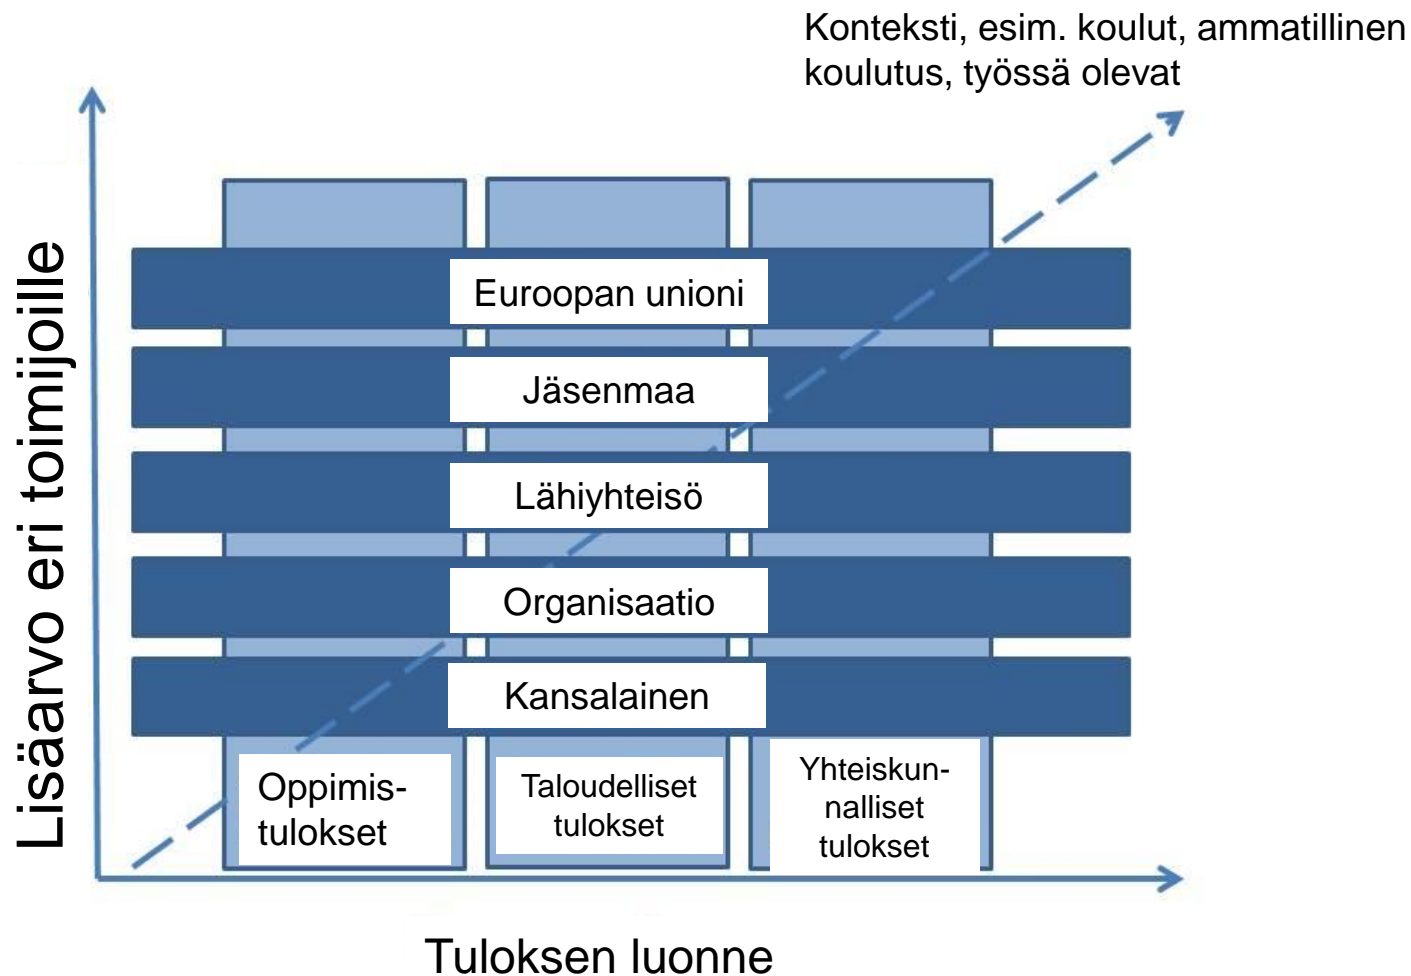 Konteksti, esim. koulut, ammatillinen
koulutus, työssä olevat
Lisäarvo eri toimijoille
Euroopan unioni
Jäsenmaa
Lähiyhteisö
Organisaatio
Kansalainen
Oppimis-
tulokset
Taloudelliset
tulokset
Yhteiskun-
nalliset
tulokset
Tuloksen luonne